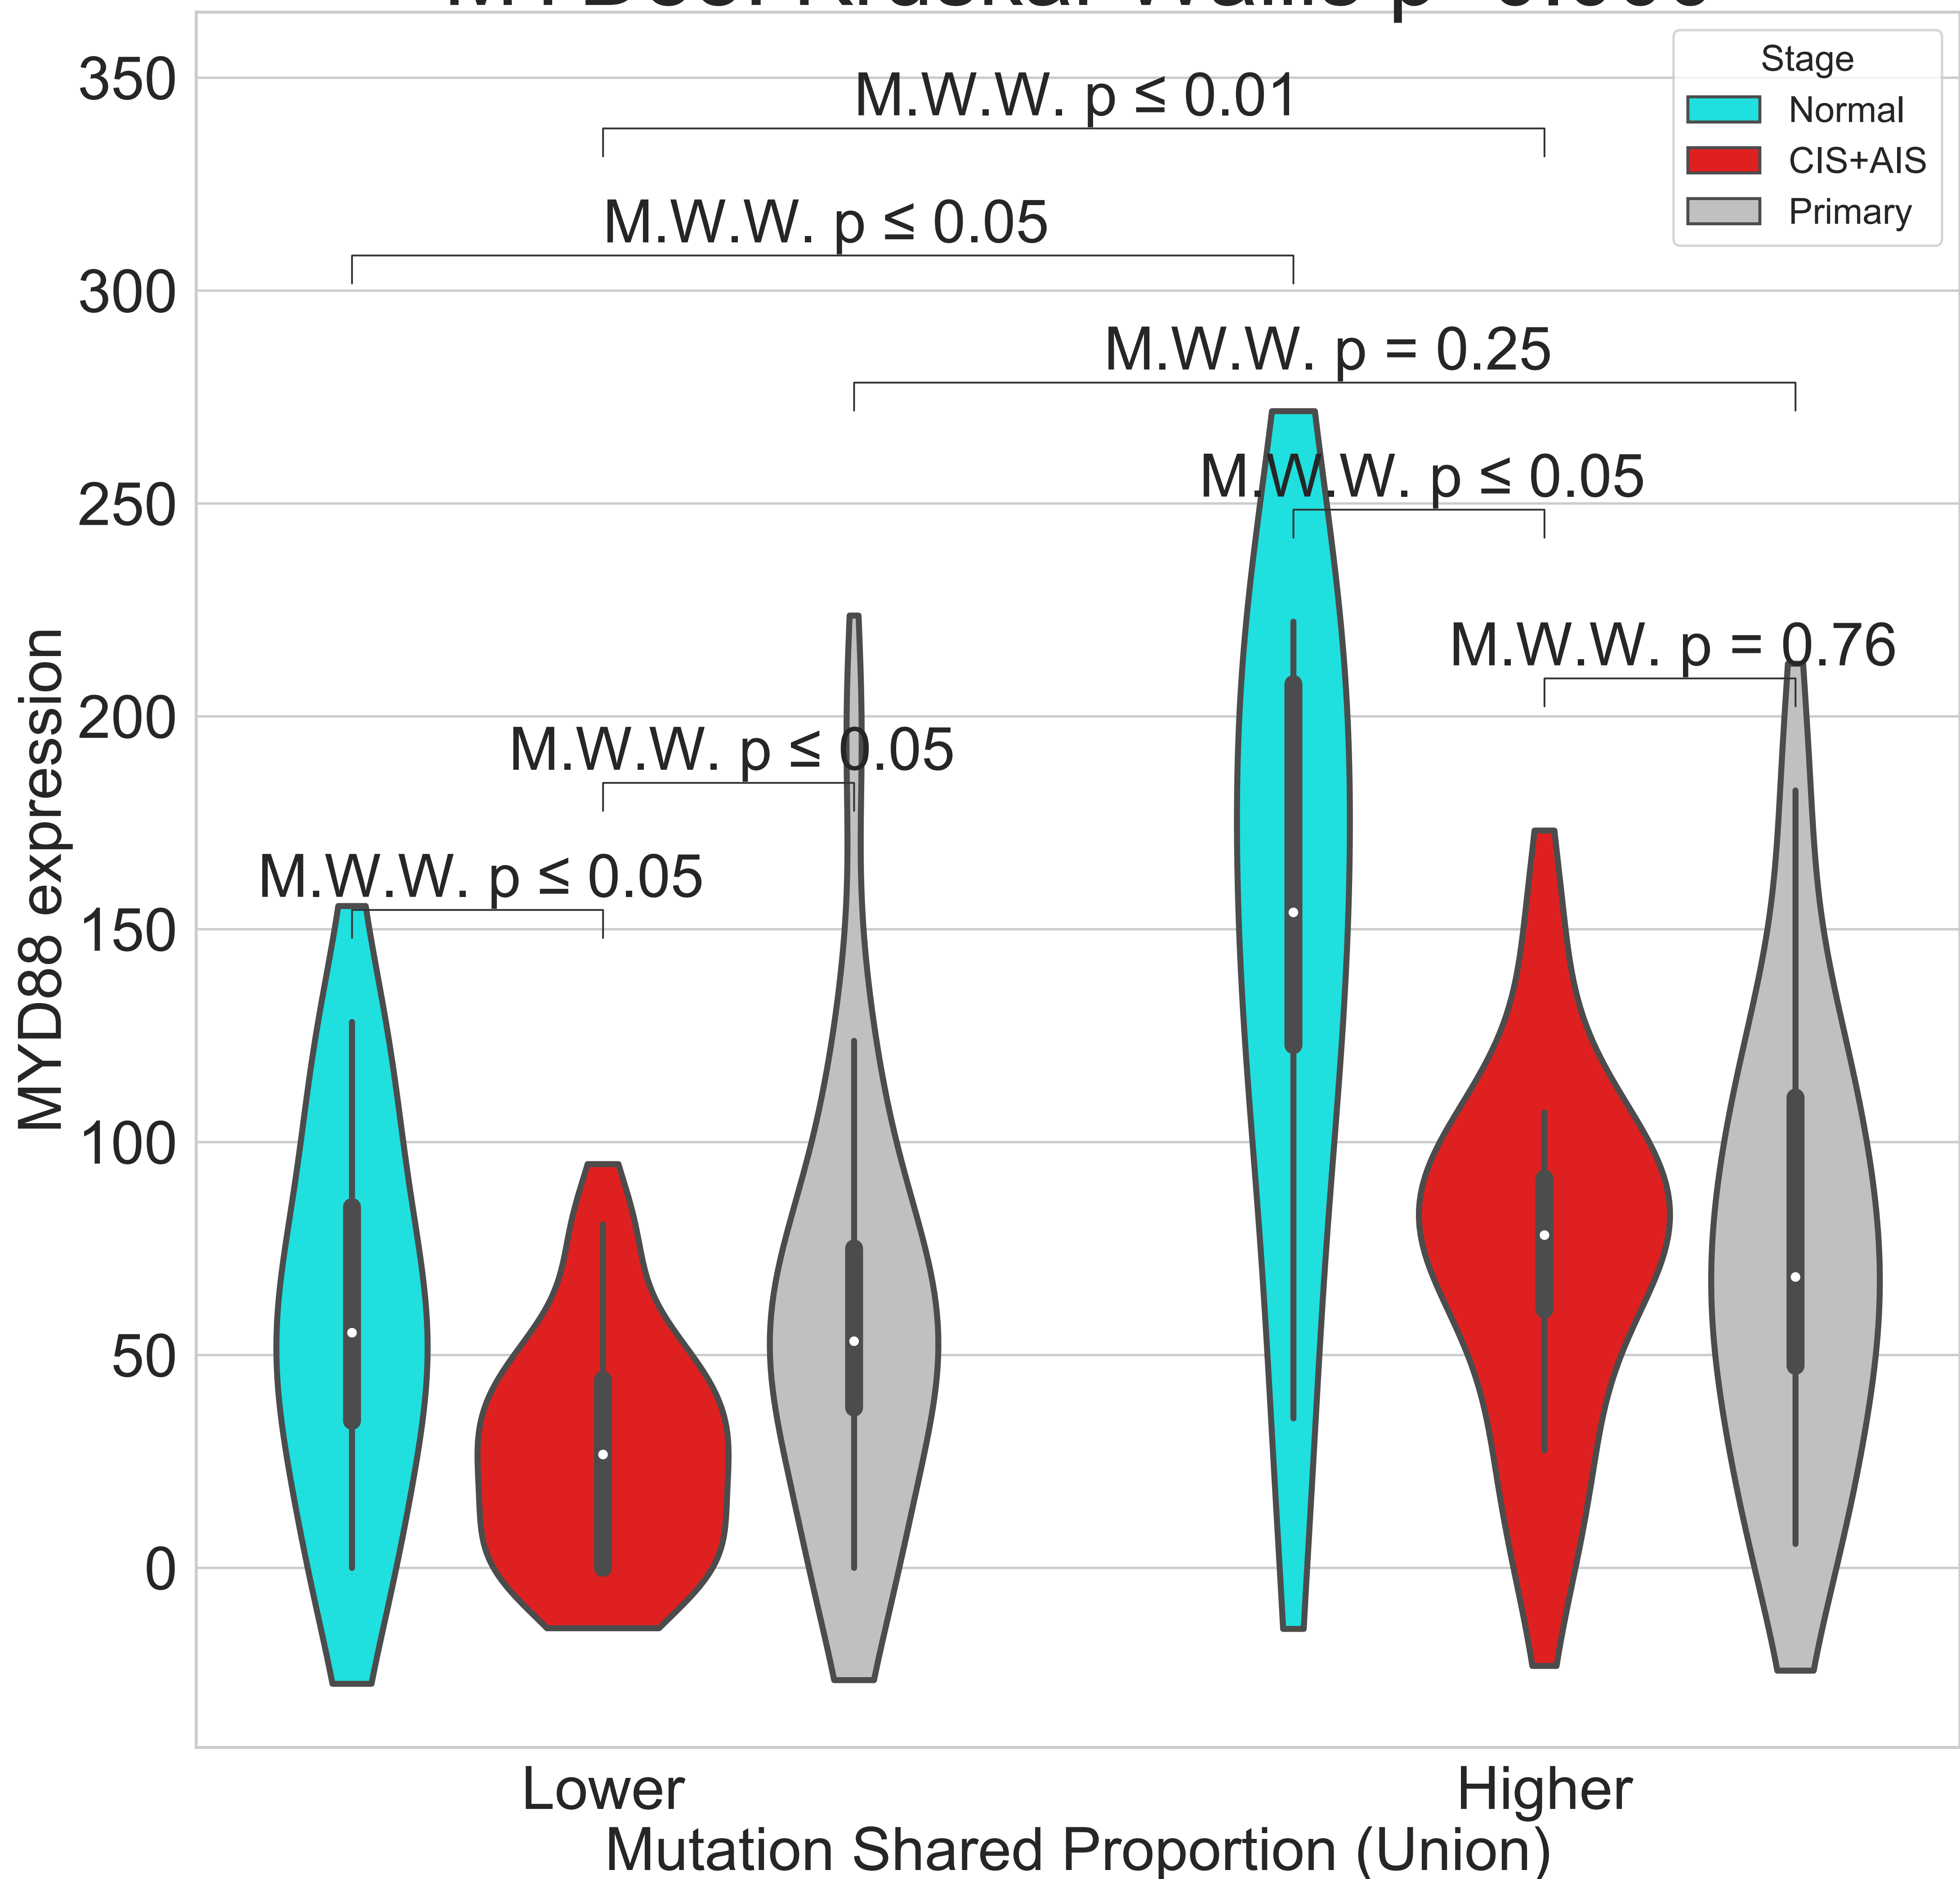 350
300
250
200
150
100
50
0
MYD88 expression
Stage
Normal
CIS+AIS
Primary
M.W.W. p ≤ 0.01
M.W.W. p ≤ 0.05
M.W.W. p = 0.25
M.W.W. p ≤ 0.05
M.W.W. p = 0.76
M.W.W. p ≤ 0.05
M.W.W. p ≤ 0.05
Lower
Higher
Mutation Shared Proportion (Union)